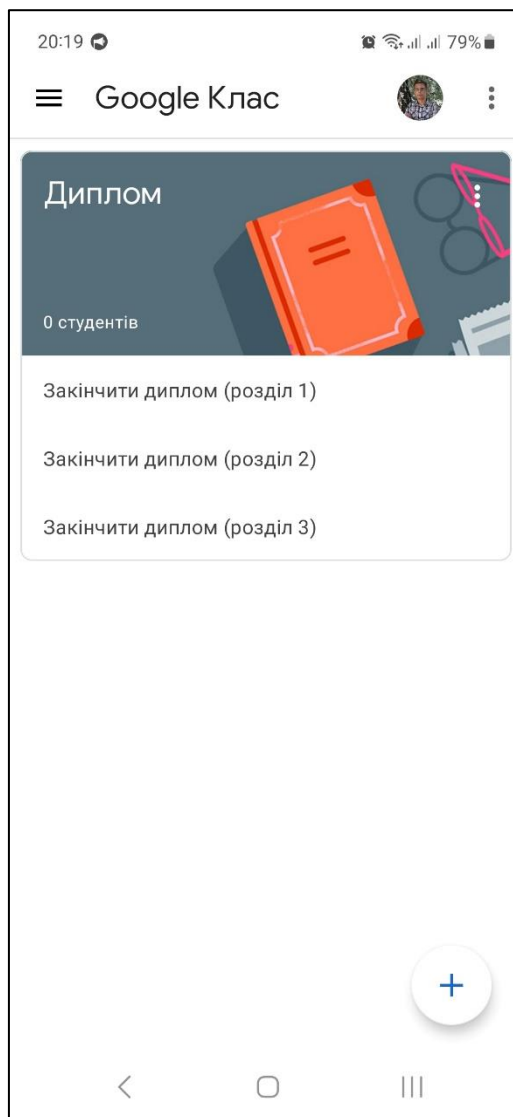 20:19
79%
Google Клас
Диплом
0 студентів
Закінчити диплом (розділ 1)
Закінчити диплом (розділ 2)
Закінчити диплом (розділ 3)